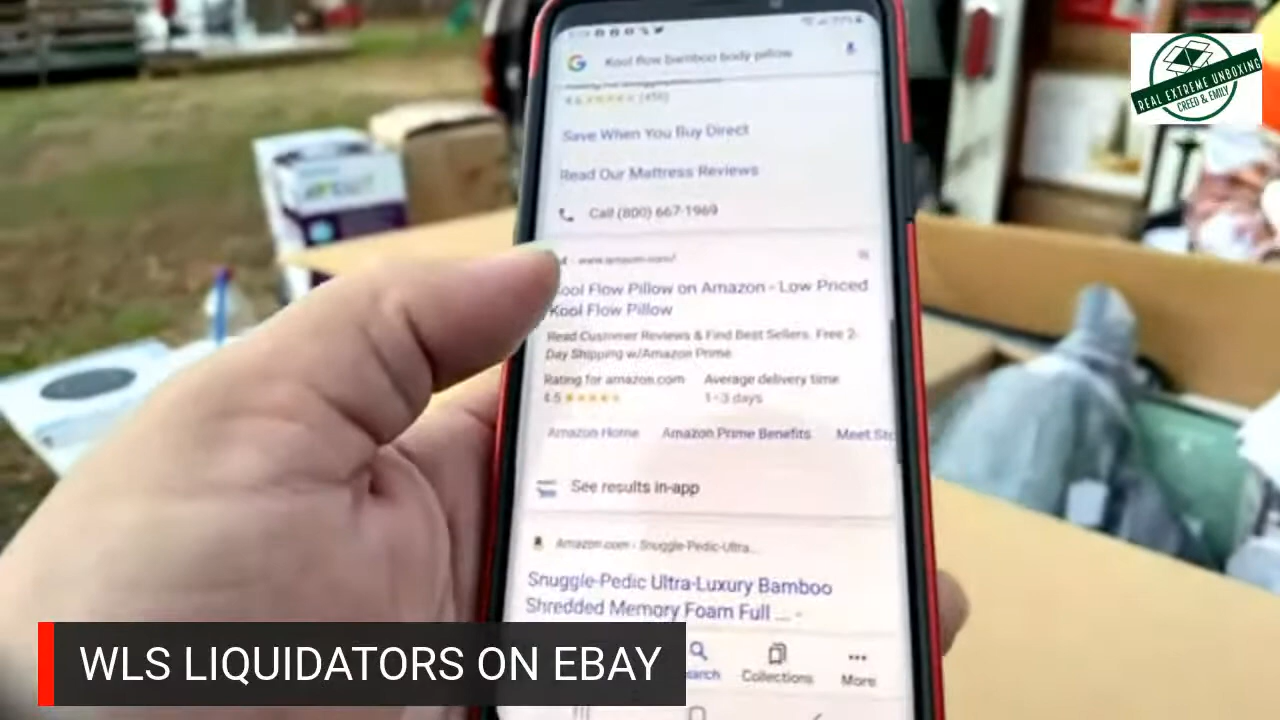 Kool flow bamboo body pillow
Save When You Buy Direct
Read Our Mattress Reviews
Call (800) 667-1969
www.amazon.com/
Kool Flow Pillow on Amazon - Low Priced
Kool Flow Pillow
Read Customer Reviews & Find Best Sellers. Free 2-
Day Shipping w/Amazon Prime
Rating for amazon.com Average delivery time
4.5 1-3 days
Amazon Home Amazon Prime Benefits Meet
See results in-app
Amazon.com › Snuggle-Pedic-Ultra...
Snuggle-Pedic Ultra-Luxury Bamboo
Shredded Memory Foam Full ... -
Collections More
WLS LIQUIDATORS ON EBAY
REAL EXTREME UNBOXING
CREED & EMILY